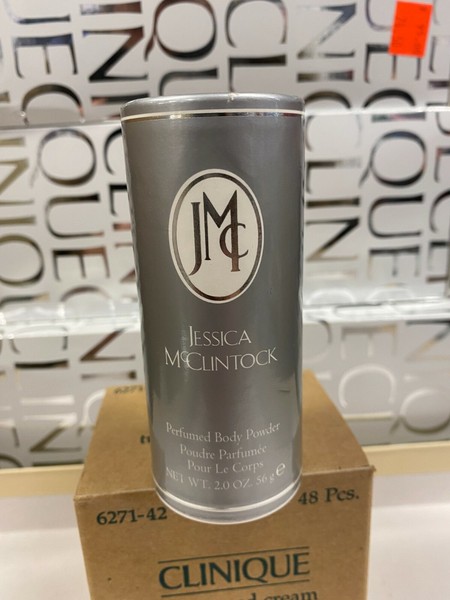 JMC
JESSICA
MCCLINTOCK
Perfumed Body Powder
Poudre Parfumée
Pour Le Corps
NET WT. 2.0 OZ. 56 g e
6271-42
48 Pcs.
CLINIQUE
cream